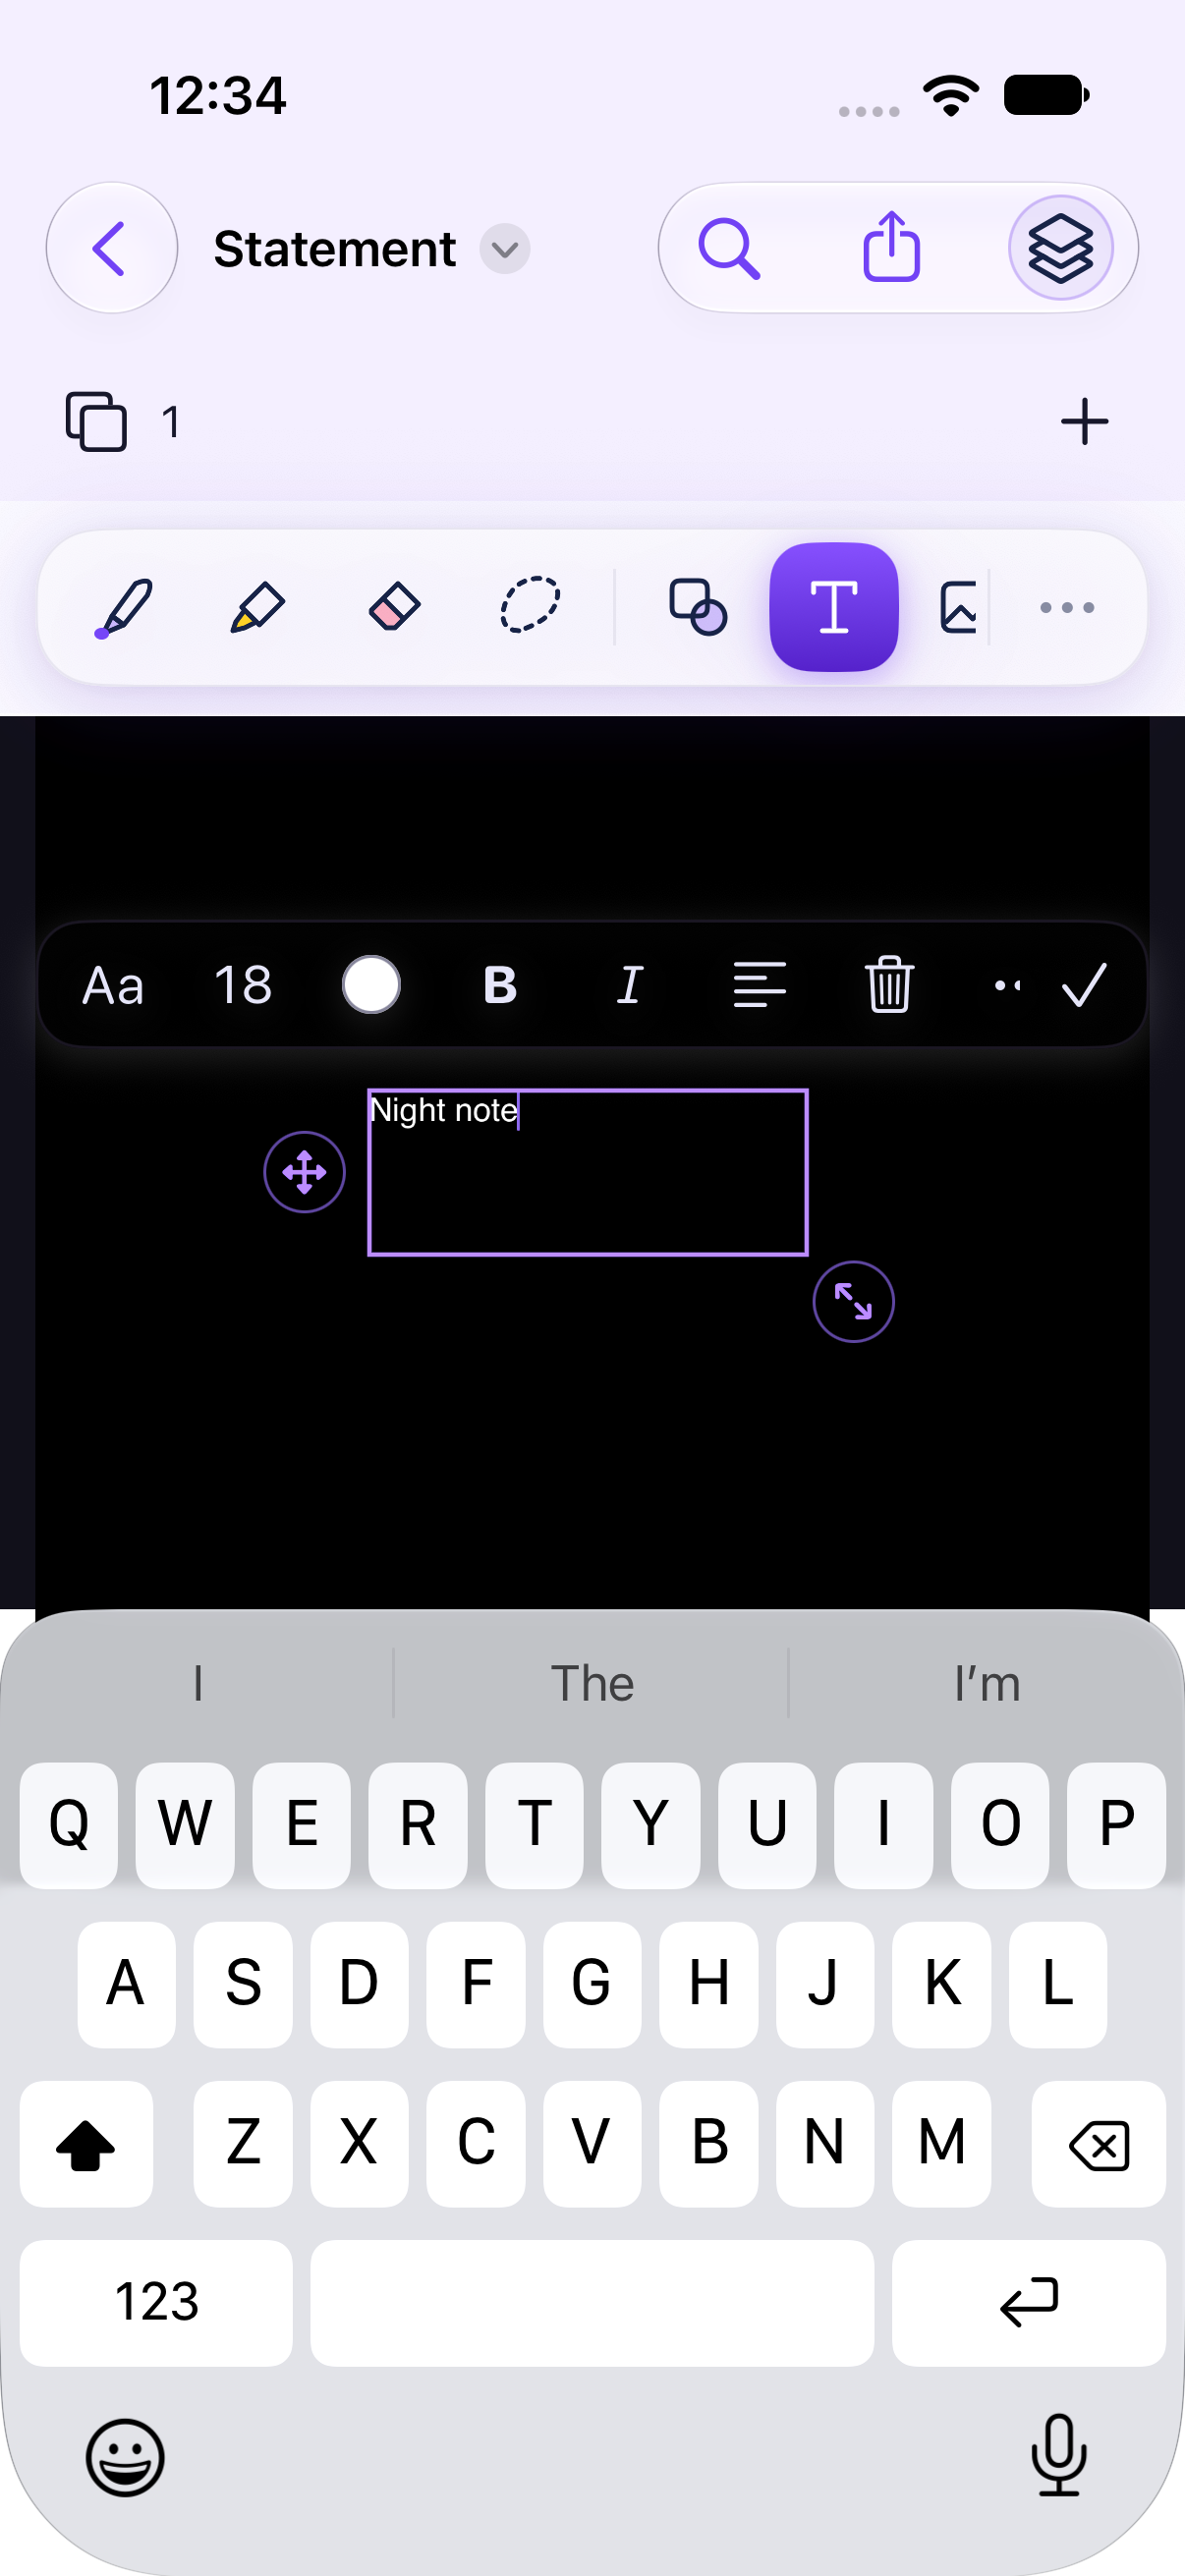 12:34
Statement
1
Aa 18 B I
Night note
I The I’m
Q W E R T Y U I O P
A S D F G H J K L
Z X C V B N M
123